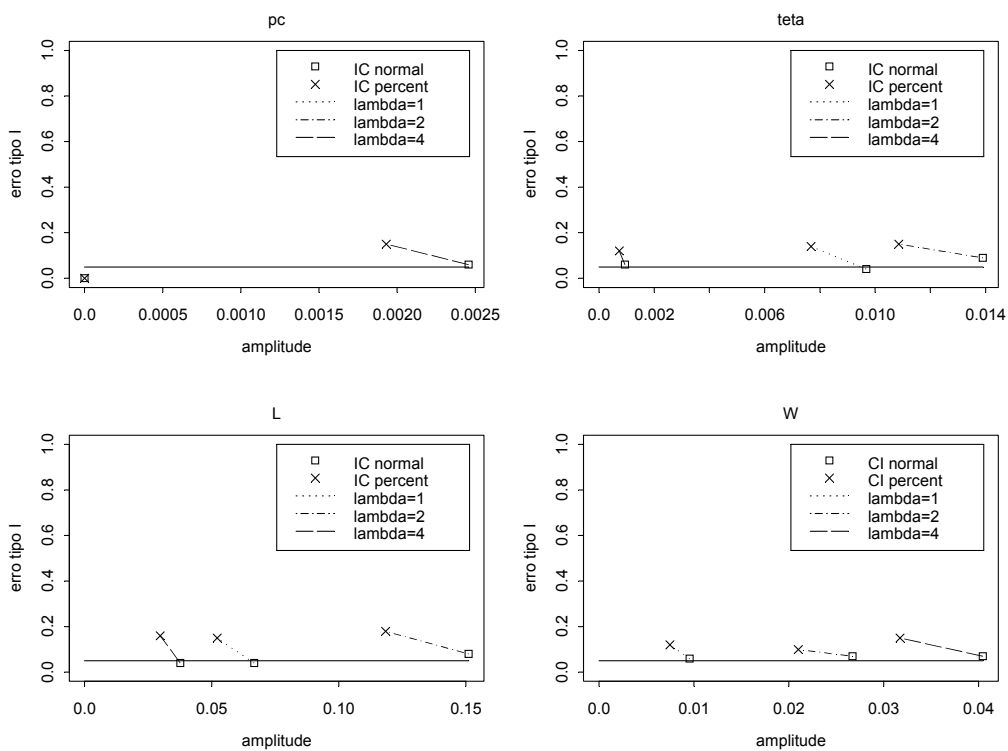 pc
1.0
0.8
0.6
0.4
0.2
0.0
erro tipo I
IC normal
IC percent
lambda=1
lambda=2
lambda=4
0.0 0.0005 0.0010 0.0015 0.0020 0.0025
amplitude
teta
1.0
0.8
0.6
0.4
0.2
0.0
erro tipo I
IC normal
IC percent
lambda=1
lambda=2
lambda=4
0.0 0.002 0.006 0.010 0.014
amplitude
L
1.0
0.8
0.6
0.4
0.2
0.0
erro tipo I
IC normal
IC percent
lambda=1
lambda=2
lambda=4
0.0 0.05 0.10 0.15
amplitude
W
1.0
0.8
0.6
0.4
0.2
0.0
erro tipo I
CI normal
CI percent
lambda=1
lambda=2
lambda=4
0.0 0.01 0.02 0.03 0.04
amplitude